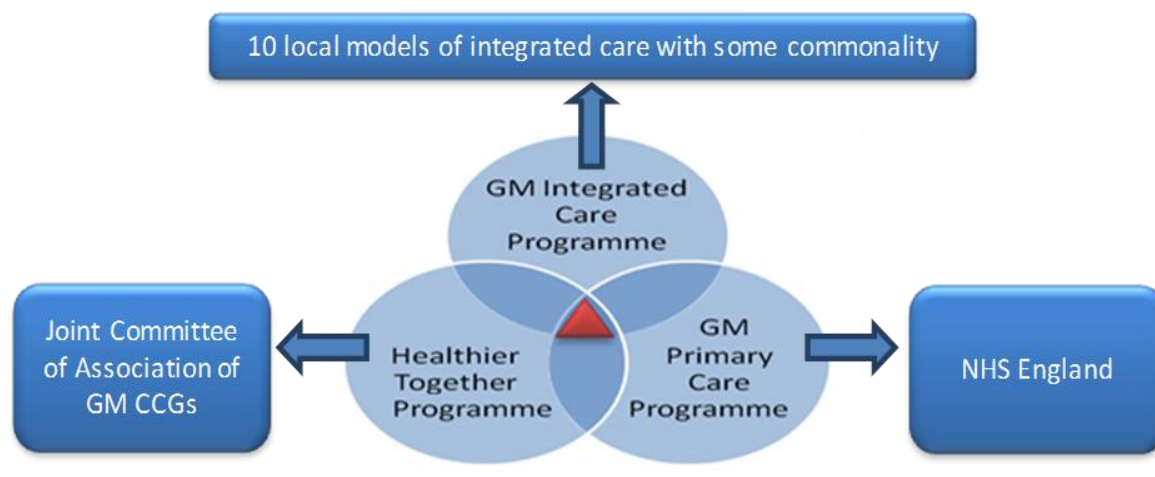 10 local models of integrated care with some commonality
GM Integrated
Care
Programme
Joint Committee
of Association of
GM CCGs
Healthier
Together
Programme
GM
Primary
Care
Programme
NHS England